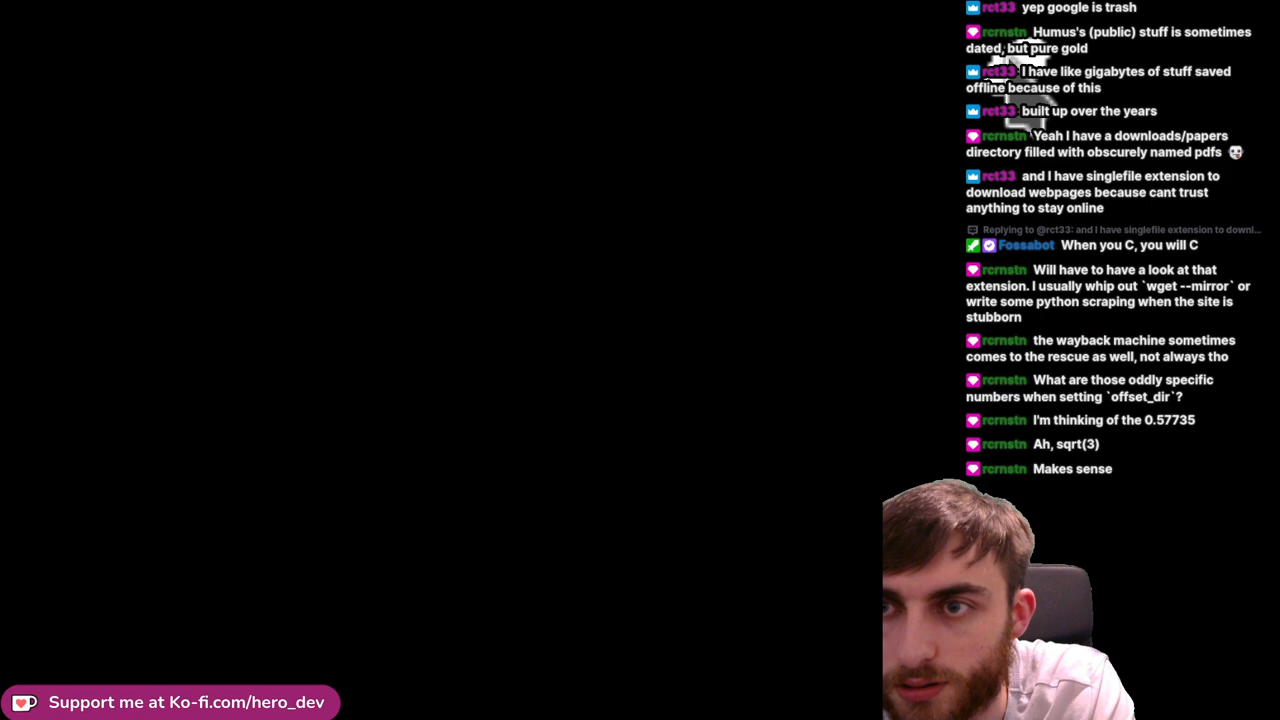 rct33 yep google is trash
rcrnstn Humus's (public) stuff is sometimes
dated, but pure gold
rct33 I have like gigabytes of stuff saved
offline because of this
rct33 built up over the years
rcrnstn Yeah I have a downloads/papers
directory filled with obscurely named pdfs
rct33 and I have singlefile extension to
download webpages because cant trust
anything to stay online
Replying to @rct33: and I have singlefile extension to downl...
Fossabot When you C, you will C
rcrnstn Will have to have a look at that
extension. I usually whip out `wget --mirror` or
write some python scraping when the site is
stubborn
rcrnstn the wayback machine sometimes
comes to the rescue as well, not always tho
rcrnstn What are those oddly specific
numbers when setting `offset_dir`?
rcrnstn I'm thinking of the 0.57735
rcrnstn Ah, sqrt(3)
rcrnstn Makes sense
Support me at Ko-fi.com/hero_dev